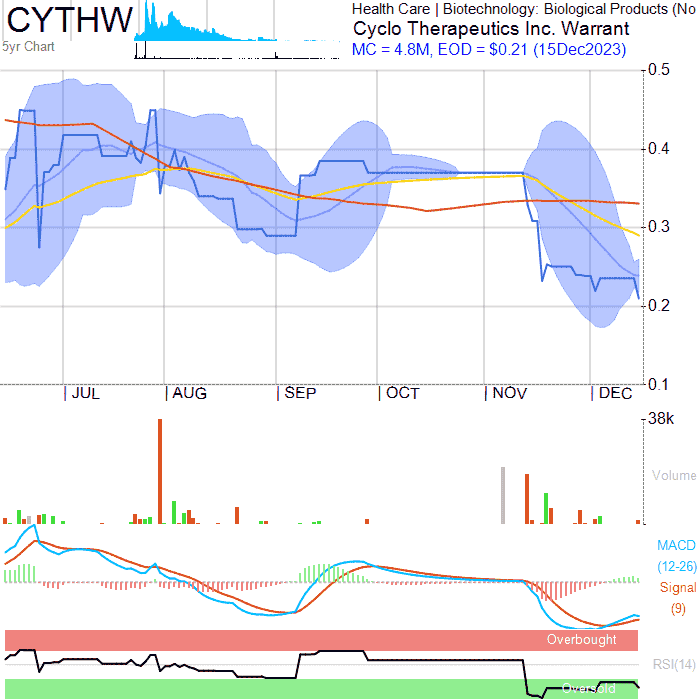 CYTHW
5yr Chart
Health Care | Biotechnology: Biological Products (No
Cyclo Therapeutics Inc. Warrant
MC = 4.8M, EOD = $0.21 (15Dec2023)
0.5
0.4
0.3
0.2
0.1
JUL AUG SEP OCT NOV DEC
38k
Volume
MACD
(12-26)
Signal
(9)
Overbought
RSI(14)
Oversold